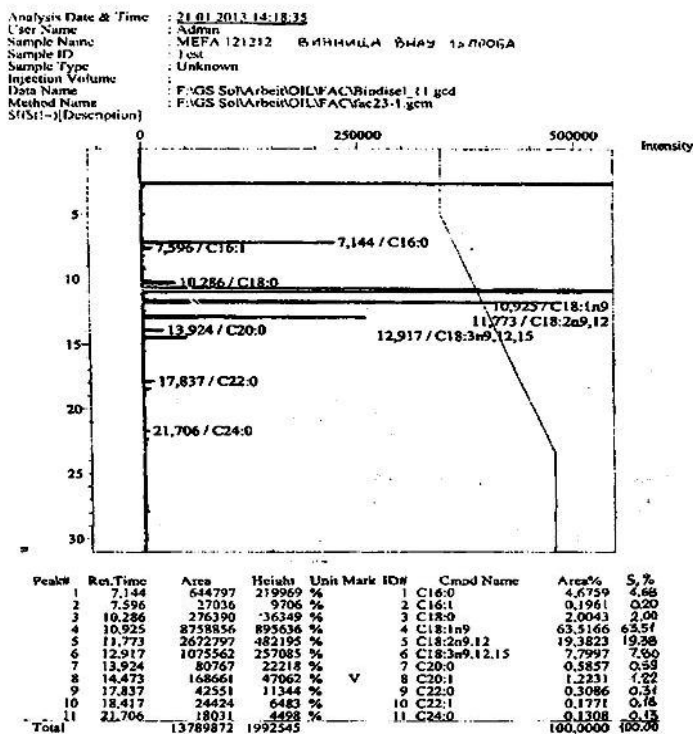 Analysis Date & Time : 21.01.2013 14:18:35
User Name : Admin
Sample Name : MEFA 121212 ВИННИЦА ВНАУ 1я ПРОБА
Sample ID : Test
Sample Type : Unknown
Injection Volume :
Data Name : F:\GS Sol\Arbeit\OIL\FAC\Biodisel_t1.gcd
Method Name : F:\GS Sol\Arbeit\OIL\FAC\fac23-1.gcm
[Description]
0 250000 500000 Intensity
5
7,144 / C16:0
7,596 / C16:1
10
10,286 / C18:0
10,925 / C18:1n9
11,773 / C18:2n9,12
13,924 / C20:0
12,917 / C18:3n9,12,15
15
17,837 / C22:0
20
21,706 / C24:0
25
30
Peak# Ret.Time Area Height Unit Mark ID# Cmpd Name Area% S, %
1 7.144 644797 219969 % 1 C16:0 4.6759 4,68
2 7.596 27036 9706 % 2 C16:1 0.1961 0,20
3 10.286 276390 36349 % 3 C18:0 2.0043 2,00
4 10.925 8758856 895636 % 4 C18:1n9 63.5166 63,51
5 11.773 2672797 482195 % 5 C18:2n9,12 19.3823 19,38
6 12.917 1075562 257085 % 6 C18:3n9,12,15 7.7997 7,80
7 13.924 80767 22218 % 7 C20:0 0.5857 0,59
8 14.473 168661 47062 % V 8 C20:1 1.2231 1,22
9 17.837 42551 11344 % 9 C22:0 0.3086 0,31
10 18.417 24424 6483 % 10 C22:1 0.1771 0,18
11 21.706 18031 4498 % 11 C24:0 0.1308 0,13
Total 13789872 1992545 100.0000 100,00